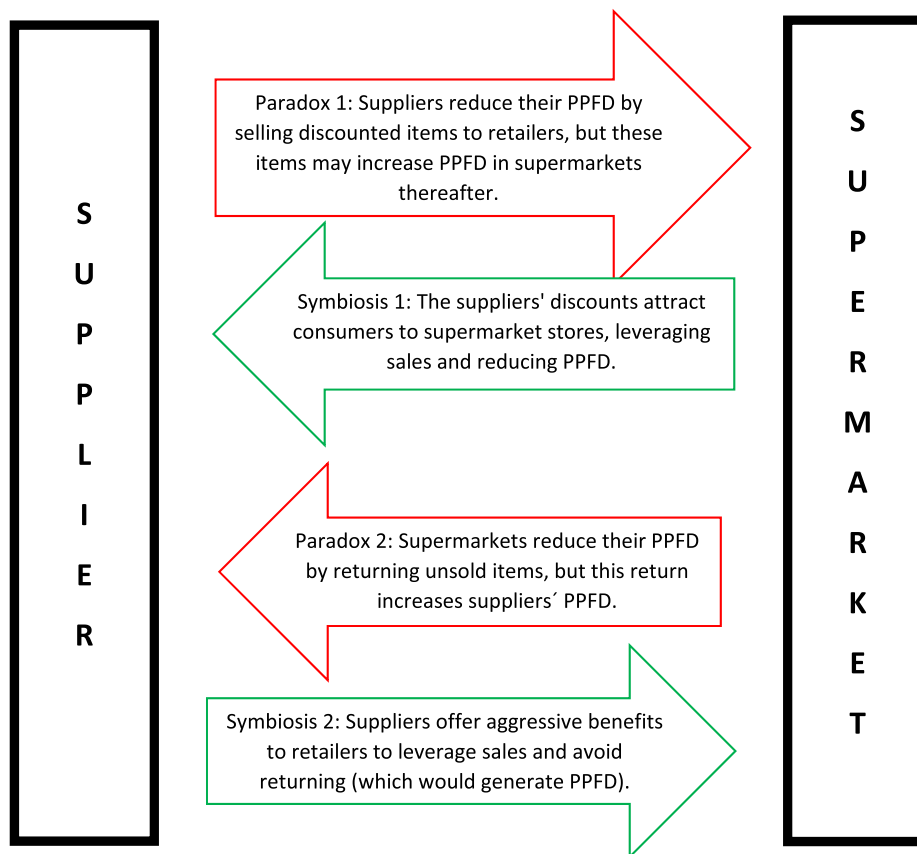 S
U
P
P
L
I
E
R
Paradox 1: Suppliers reduce their PPFD by
selling discounted items to retailers, but these
items may increase PPFD in supermarkets
thereafter.
Symbiosis 1: The suppliers' discounts attract
consumers to supermarket stores, leveraging
sales and reducing PPFD.
Paradox 2: Supermarkets reduce their PPFD
by returning unsold items, but this return
increases suppliers´ PPFD.
Symbiosis 2: Suppliers offer aggressive benefits
to retailers to leverage sales and avoid
returning (which would generate PPFD).
S
U
P
E
R
M
A
R
K
E
T